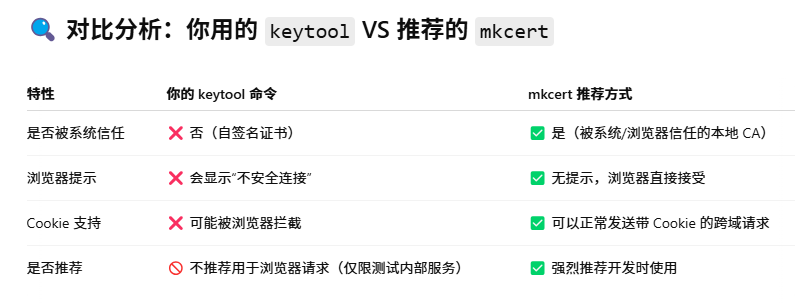 🔍 对比分析：你用的 keytool VS 推荐的 mkcert
特性 你的 keytool 命令 mkcert 推荐方式
是否被系统信任 ❌ 否（自签名证书） ✅ 是（被系统/浏览器信任的本地 CA）
浏览器提示 ❌ 会显示“不安全连接” ✅ 无提示，浏览器直接接受
Cookie 支持 ❌ 可能被浏览器拦截 ✅ 可以正常发送带 Cookie 的跨域请求
是否推荐 🚫 不推荐用于浏览器请求（仅限测试内部服务） ✅ 强烈推荐开发时使用